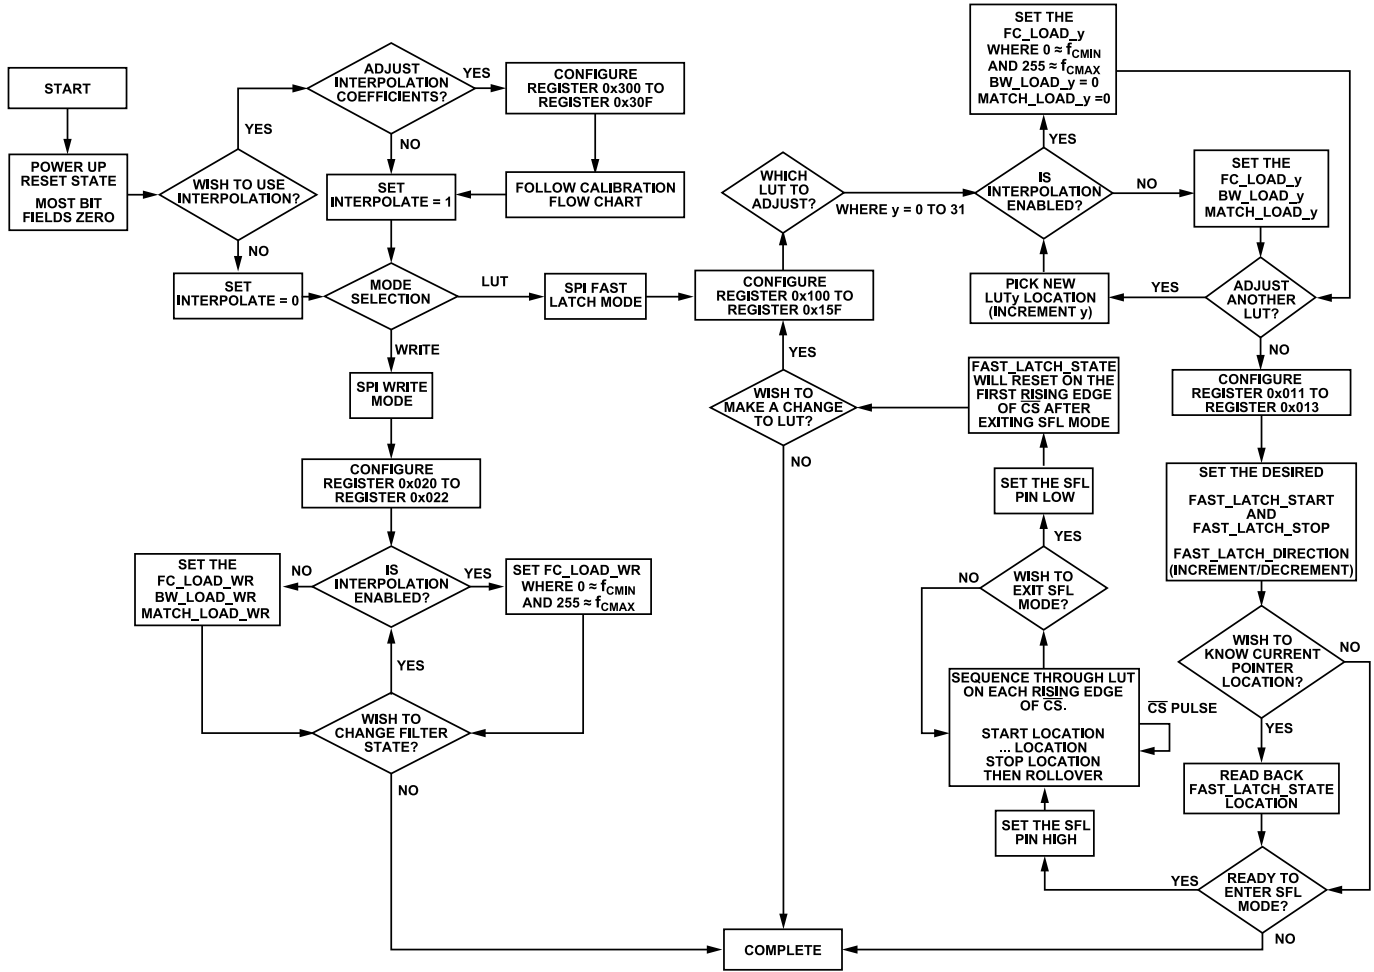 START
POWER UP
RESET STATE
MOST BIT
FIELDS ZERO
WISH TO USE
INTERPOLATION?
YES
NO
ADJUST
INTERPOLATION
COEFFICIENTS?
YES
NO
CONFIGURE
REGISTER 0x300 TO
REGISTER 0x30F
FOLLOW CALIBRATION
FLOW CHART
SET
INTERPOLATE = 1
SET
INTERPOLATE = 0
MODE
SELECTION
LUT
WRITE
SPI WRITE
MODE
CONFIGURE
REGISTER 0x020 TO
REGISTER 0x022
IS
INTERPOLATION
ENABLED?
NO
YES
SET THE
FC_LOAD_WR
BW_LOAD_WR
MATCH_LOAD_WR
SET FC_LOAD_WR
WHERE 0 ≈ fCMIN
AND 255 ≈ fCMAX
YES
WISH TO
CHANGE FILTER
STATE?
NO
SPI FAST
LATCH MODE
CONFIGURE
REGISTER 0x100 TO
REGISTER 0x15F
WHICH
LUT TO
ADJUST?
WHERE y = 0 TO 31
IS
INTERPOLATION
ENABLED?
YES
NO
SET THE
FC_LOAD_y
WHERE 0 ≈ fCMIN
AND 255 ≈ fCMAX
BW_LOAD_y = 0
MATCH_LOAD_y =0
SET THE
FC_LOAD_y
BW_LOAD_y
MATCH_LOAD_y
ADJUST
ANOTHER
LUT?
YES
NO
PICK NEW
LUTy LOCATION
(INCREMENT y)
CONFIGURE
REGISTER 0x011 TO
REGISTER 0x013
SET THE DESIRED
FAST_LATCH_START
AND
FAST_LATCH_STOP
FAST_LATCH_DIRECTION
(INCREMENT/DECREMENT)
WISH TO
KNOW CURRENT
POINTER
LOCATION?
NO
YES
READ BACK
FAST_LATCH_STATE
LOCATION
READY TO
ENTER SFL
MODE?
YES
NO
SET THE SFL
PIN HIGH
SEQUENCE THROUGH LUT
ON EACH RISING EDGE
OF CS.
START LOCATION
... LOCATION
STOP LOCATION
THEN ROLLOVER
CS PULSE
WISH TO
EXIT SFL
MODE?
NO
YES
SET THE SFL
PIN LOW
FAST_LATCH_STATE
WILL RESET ON THE
FIRST RISING EDGE
OF CS AFTER
EXITING SFL MODE
WISH TO
MAKE A CHANGE
TO LUT?
YES
NO
COMPLETE